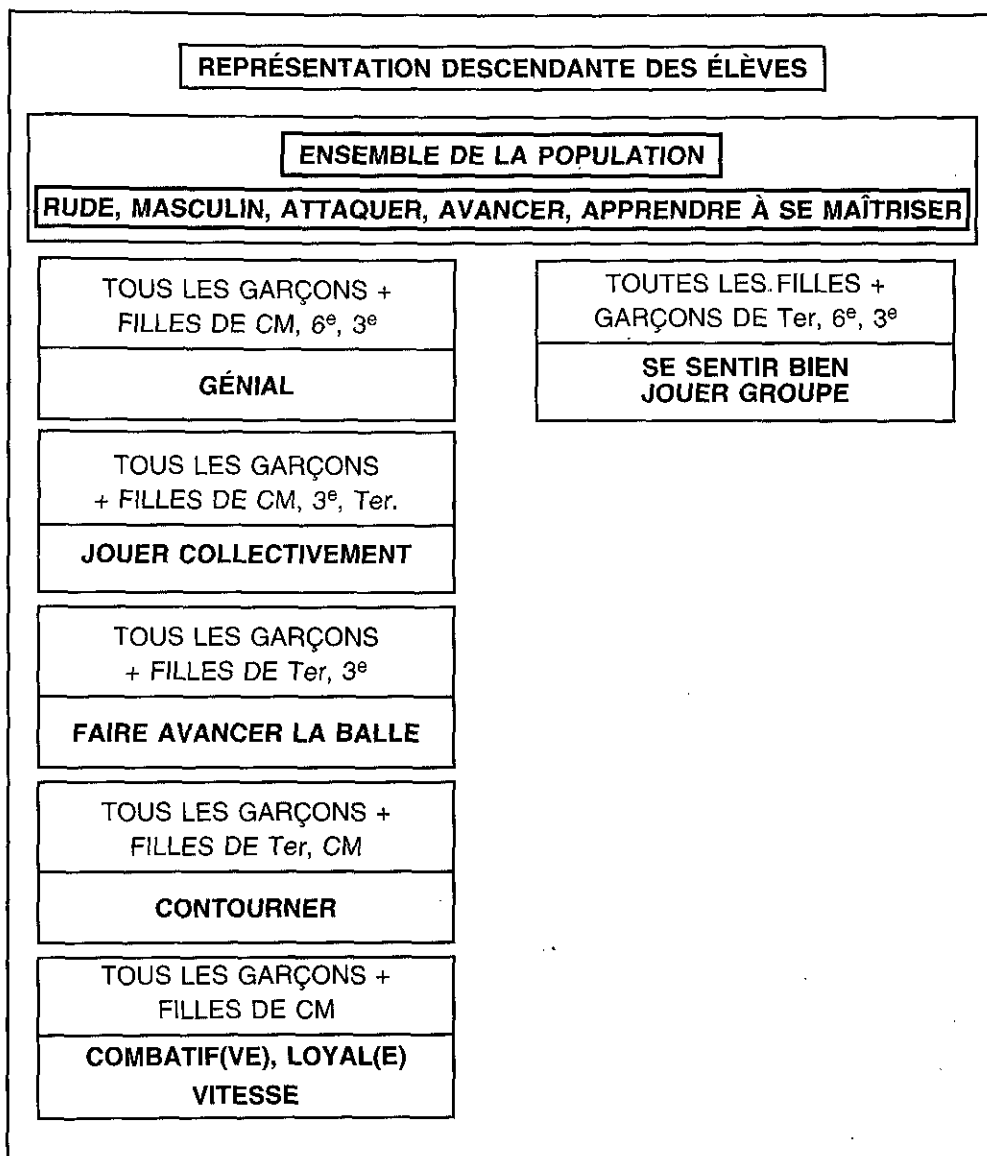 REPRÉSENTATION DESCENDANTE DES ÉLÈVES
ENSEMBLE DE LA POPULATION
RUDE, MASCULIN, ATTAQUER, AVANCER, APPRENDRE À SE MAÎTRISER
TOUS LES GARÇONS +
FILLES DE CM, 6e, 3e
GÉNIAL
TOUS LES GARÇONS
+ FILLES DE CM, 3e, Ter.
JOUER COLLECTIVEMENT
TOUS LES GARÇONS
+ FILLES DE Ter, 3e
FAIRE AVANCER LA BALLE
TOUS LES GARÇONS +
FILLES DE Ter, CM
CONTOURNER
TOUS LES GARÇONS +
FILLES DE CM
COMBATIF(VE), LOYAL(E)
VITESSE
TOUTES LES FILLES +
GARÇONS DE Ter, 6e, 3e
SE SENTIR BIEN
JOUER GROUPE